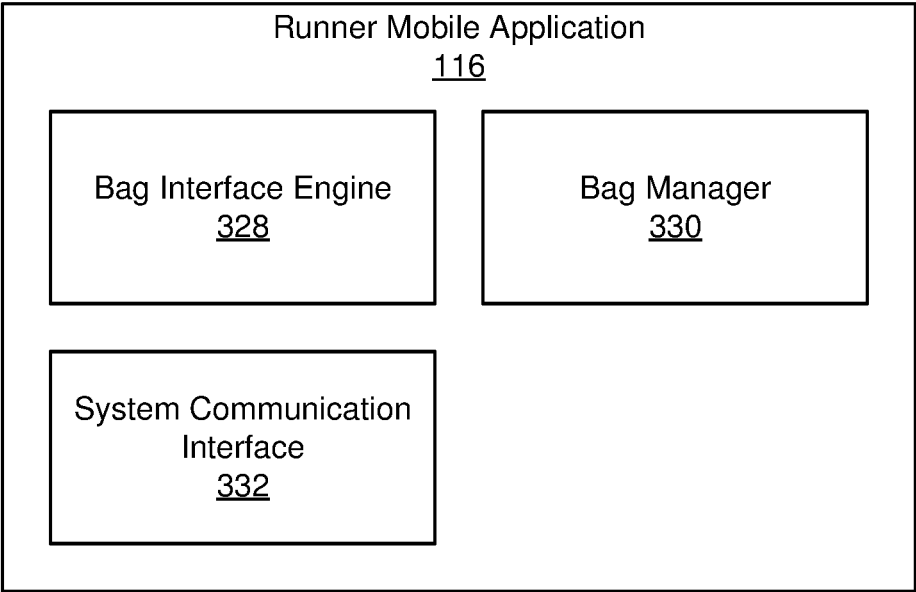 Runner Mobile Application
116
Bag Interface Engine
328
Bag Manager
330
System Communication
Interface
332